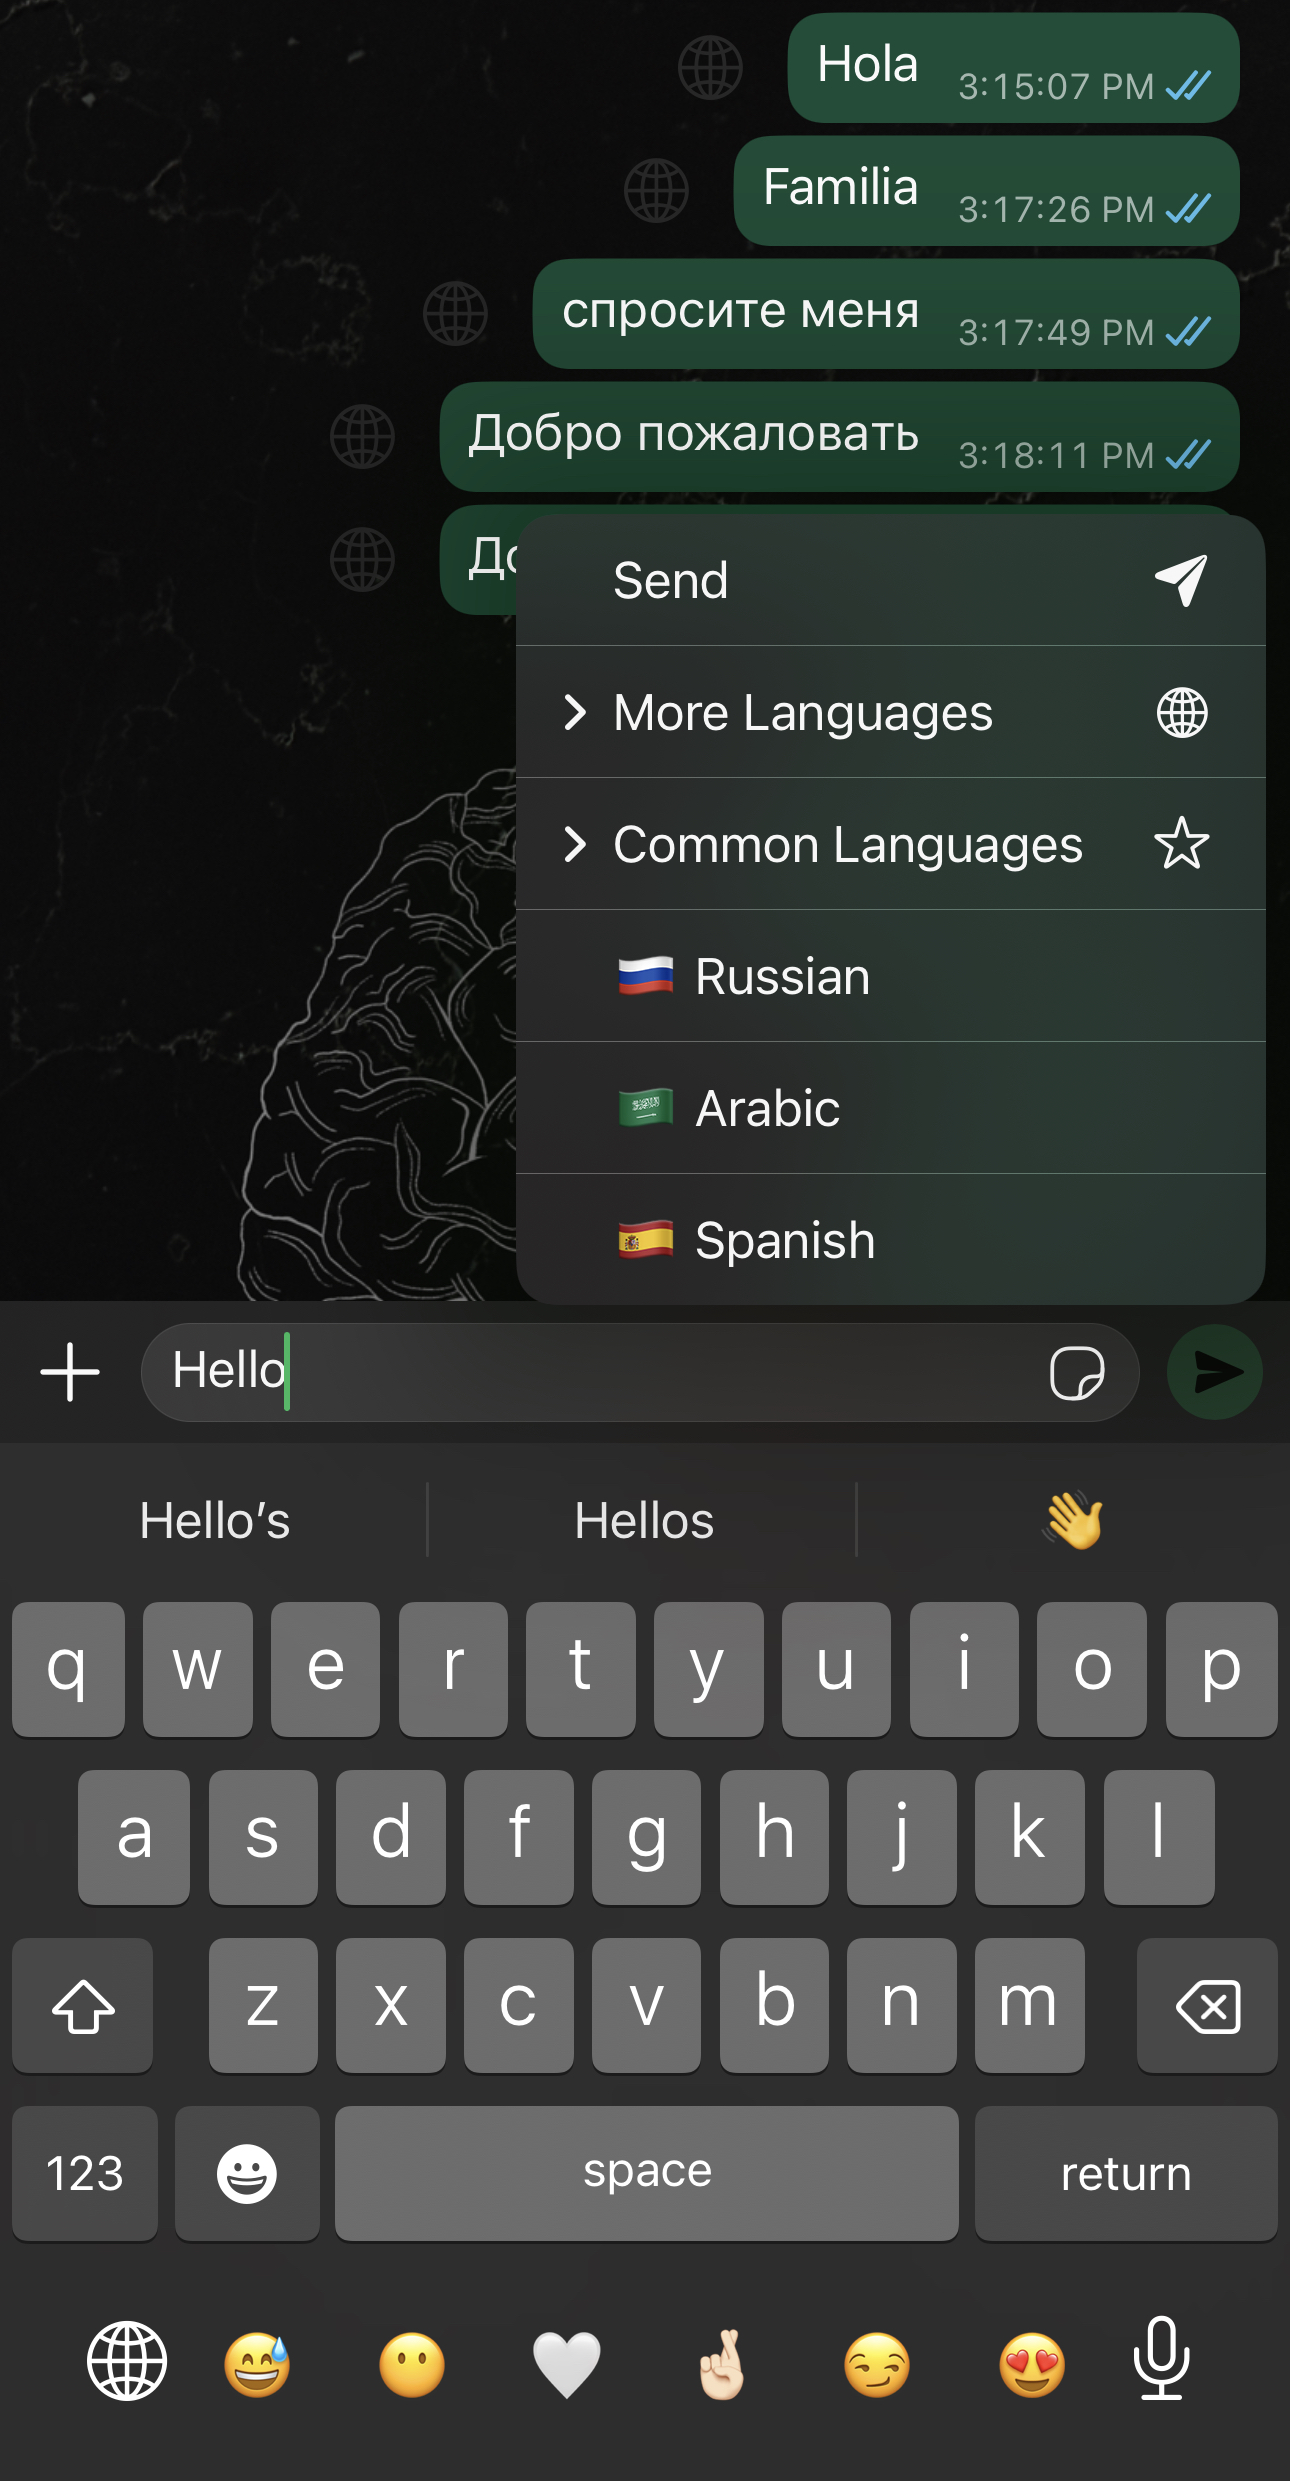 Hola 3:15:07 PM
Familia 3:17:26 PM
спросите меня 3:17:49 PM
Добро пожаловать 3:18:11 PM
Send
More Languages
Common Languages
Russian
Arabic
Spanish
Hello
Hello’s Hellos
q w e r t y u i o p
a s d f g h j k l
z x c v b n m
123 space return